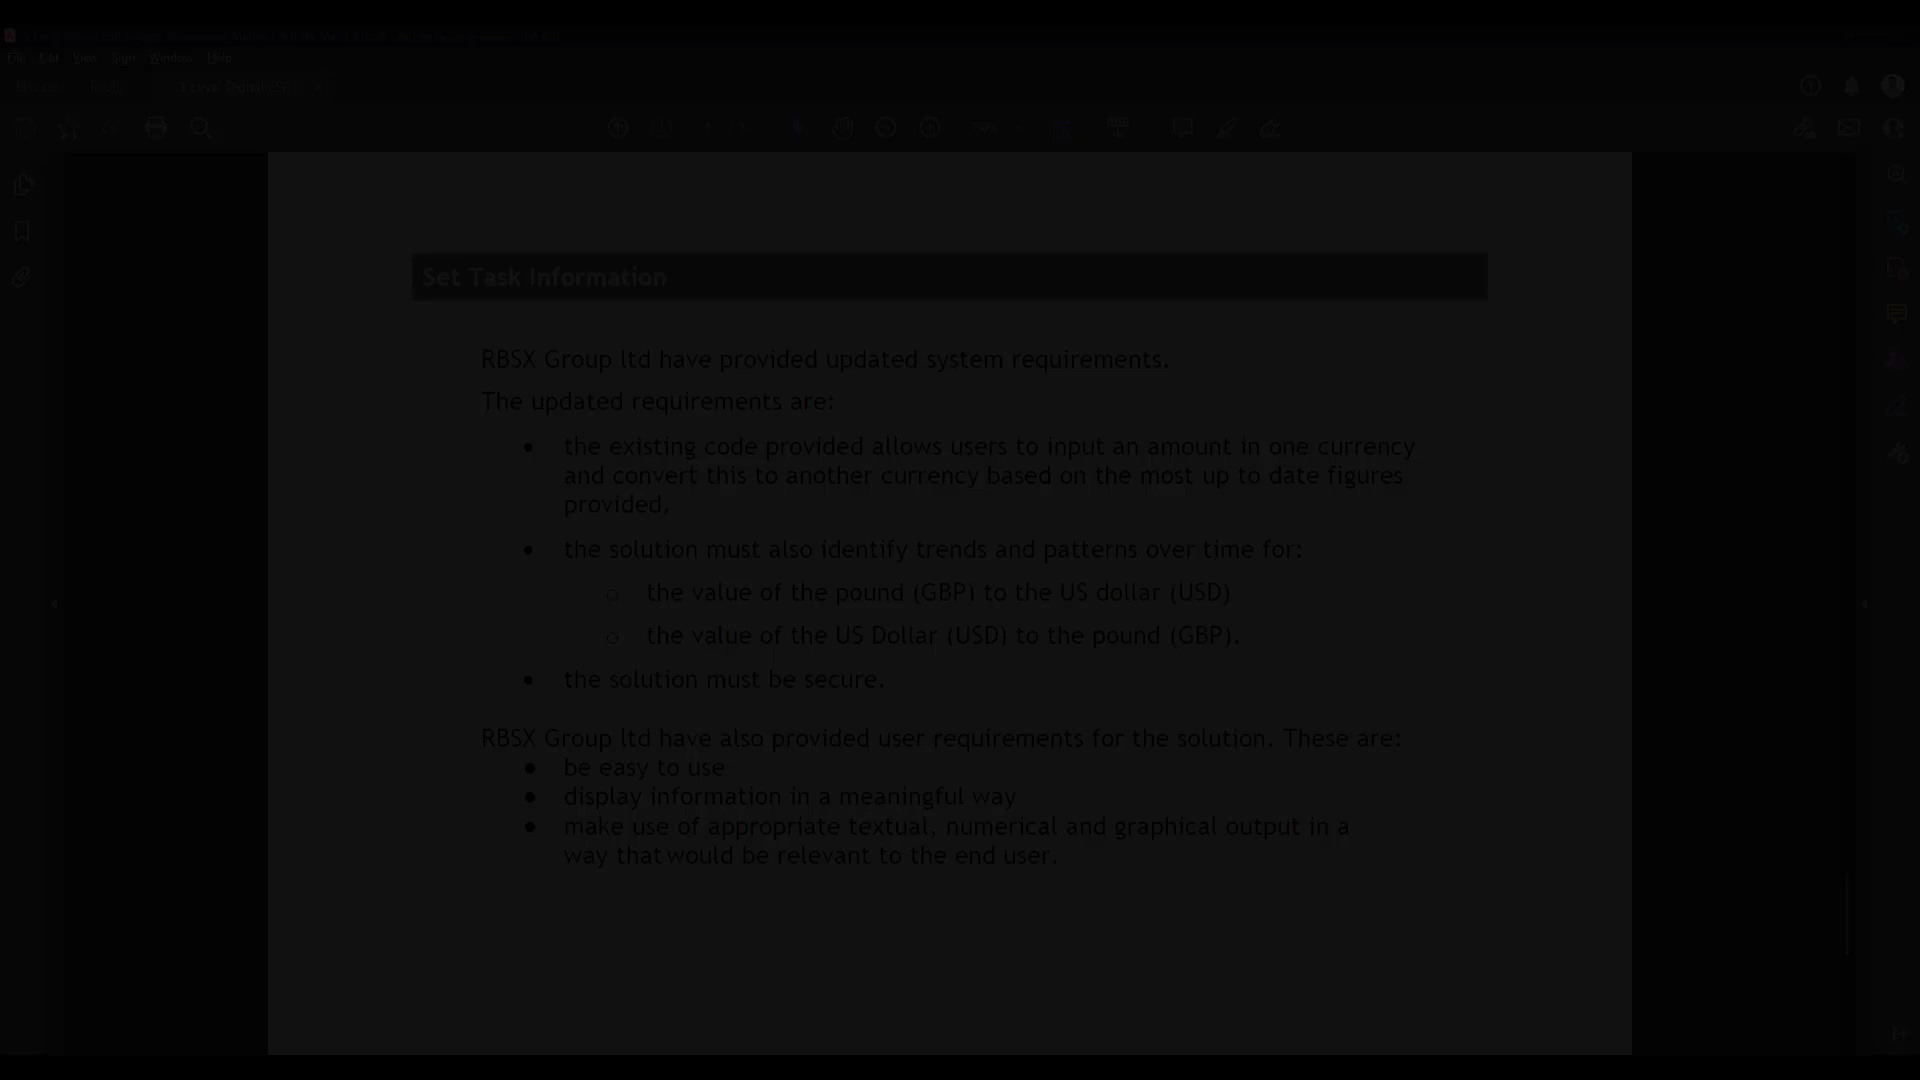 File Edit View Sign Window Help
Set Task Information
RBSX Group ltd have provided updated system requirements.
The updated requirements are:
• the existing code provided allows users to input an amount in one currency
and convert this to another currency based on the most up to date figures
provided.
• the solution must also identify trends and patterns over time for:
○ the value of the pound (GBP) to the US dollar (USD)
○ the value of the US Dollar (USD) to the pound (GBP).
• the solution must be secure.
RBSX Group ltd have also provided user requirements for the solution. These are:
• be easy to use
• display information in a meaningful way
• make use of appropriate textual, numerical and graphical output in a
way that would be relevant to the end user.